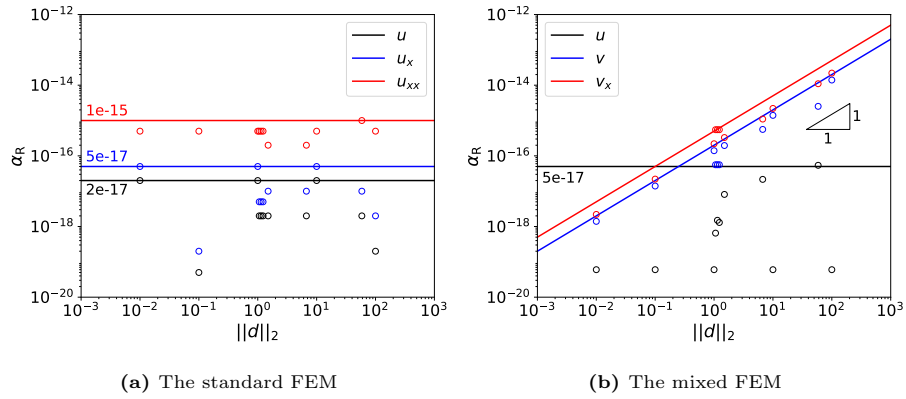 10^-12
10^-14
10^-16
10^-18
10^-20
α_R
u
u_x
u_xx
1e-15
5e-17
2e-17
10^-3 10^-2 10^-1 10^0 10^1 10^2 10^3
||d||_2
(a) The standard FEM
10^-12
10^-14
10^-16
10^-18
10^-20
α_R
u
v
v_x
1
1
5e-17
10^-3 10^-2 10^-1 10^0 10^1 10^2 10^3
||d||_2
(b) The mixed FEM